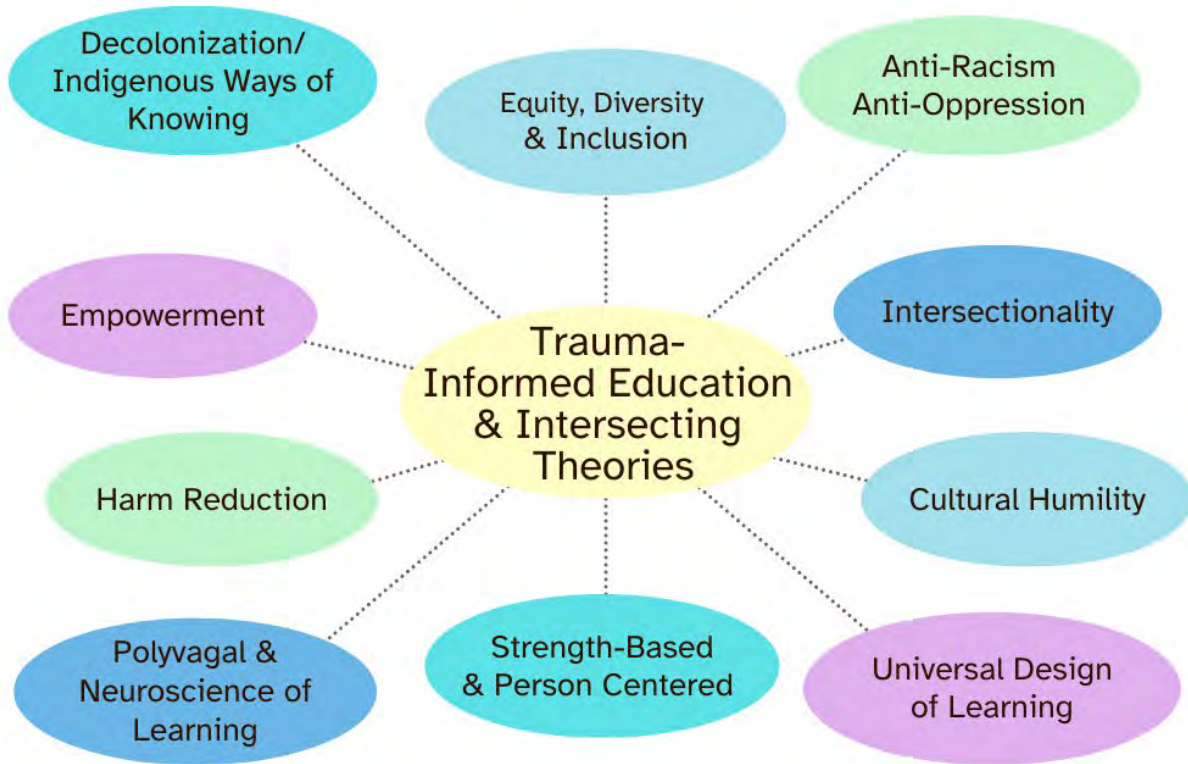 Decolonization/
Indigenous Ways of
Knowing
Equity, Diversity
& Inclusion
Anti-Racism
Anti-Oppression
Empowerment
Intersectionality
Trauma-
Informed Education
& Intersecting
Theories
Harm Reduction
Cultural Humility
Polyvagal &
Neuroscience of
Learning
Strength-Based
& Person Centered
Universal Design
of Learning